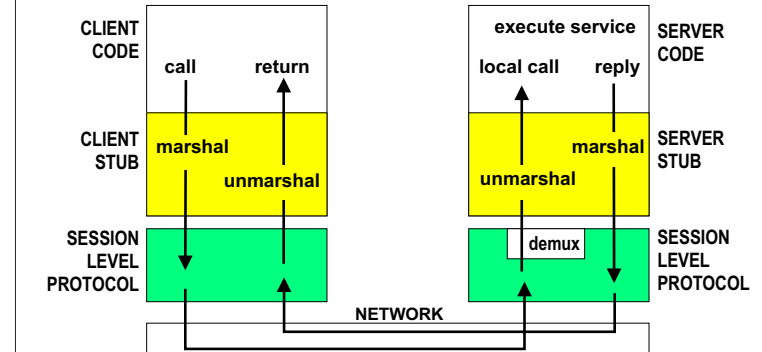 CLIENT
CODE
call
return
execute service
local call
reply
SERVER
CODE
CLIENT
STUB
marshal
unmarshal
marshal
unmarshal
SERVER
STUB
SESSION
LEVEL
PROTOCOL
demux
SESSION
LEVEL
PROTOCOL
NETWORK